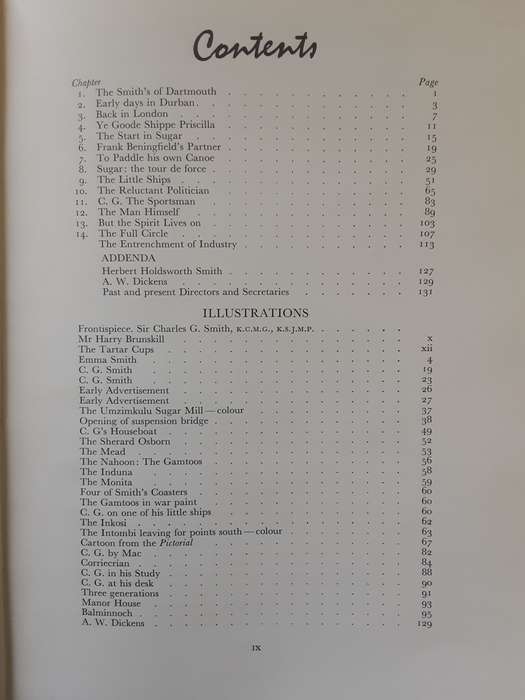 Contents
Chapter Page
1. The Smith's of Dartmouth . . . . . . . . . . . 1
2. Early days in Durban . . . . . . . . . . . . 3
3. Back in London . . . . . . . . . . . . 7
4. Ye Goode Shippe Priscilla . . . . . . . . . . . 11
5. The Start in Sugar . . . . . . . . . . . . 15
6. Frank Beningfield's Partner . . . . . . . . . . . 19
7. To Paddle his own Canoe . . . . . . . . . . . 25
8. Sugar: the tour de force . . . . . . . . . . . . 29
9. The Little Ships . . . . . . . . . . . . 51
10. The Reluctant Politician . . . . . . . . . . . 65
11. C. G. The Sportsman . . . . . . . . . . . 83
12. The Man Himself . . . . . . . . . . . . 89
13. But the Spirit Lives on . . . . . . . . . . . 103
14. The Full Circle . . . . . . . . . . . . 107
The Entrenchment of Industry . . . . . . . . . . 113
ADDENDA
Herbert Holdsworth Smith . . . . . . . . . . . 127
A. W. Dickens . . . . . . . . . . . . 129
Past and present Directors and Secretaries . . . . . . . 131
ILLUSTRATIONS
Frontispiece. Sir Charles G. Smith, K.C.M.G., K.S.J.M.P. . . . . . .
Mr Harry Brunskill . . . . . . . . . . . . . x
The Tartar Cups . . . . . . . . . . . . . xii
Emma Smith . . . . . . . . . . . . . . 4
C. G. Smith . . . . . . . . . . . . . . 19
C. G. Smith . . . . . . . . . . . . . . 23
Early Advertisement . . . . . . . . . . . . . 26
Early Advertisement . . . . . . . . . . . . . 27
The Umzimkulu Sugar Mill—colour . . . . . . . . . . 37
Opening of suspension bridge . . . . . . . . . . . . 38
C. G's Houseboat . . . . . . . . . . . . . 49
The Sherard Osborn . . . . . . . . . . . . . 52
The Mead . . . . . . . . . . . . . . 53
The Nahoon: The Gamtoos . . . . . . . . . . . . 56
The Induna . . . . . . . . . . . . . . 58
The Monita . . . . . . . . . . . . . . 59
Four of Smith's Coasters . . . . . . . . . . . . 60
The Gamtoos in war paint . . . . . . . . . . . . 60
C. G. on one of his little ships . . . . . . . . . . . 60
The Inkosi . . . . . . . . . . . . . . 62
The Intombi leaving for points south—colour . . . . . . . 63
Cartoon from the Pictorial . . . . . . . . . . . . 67
C. G. by Mac . . . . . . . . . . . . . . 82
Corriecrian . . . . . . . . . . . . . . 84
C. G. in his Study . . . . . . . . . . . . . 88
C. G. at his desk . . . . . . . . . . . . . 90
Three generations . . . . . . . . . . . . . 91
Manor House . . . . . . . . . . . . . . 93
Balminnoch . . . . . . . . . . . . . . 95
A. W. Dickens . . . . . . . . . . . . . . 129
ix